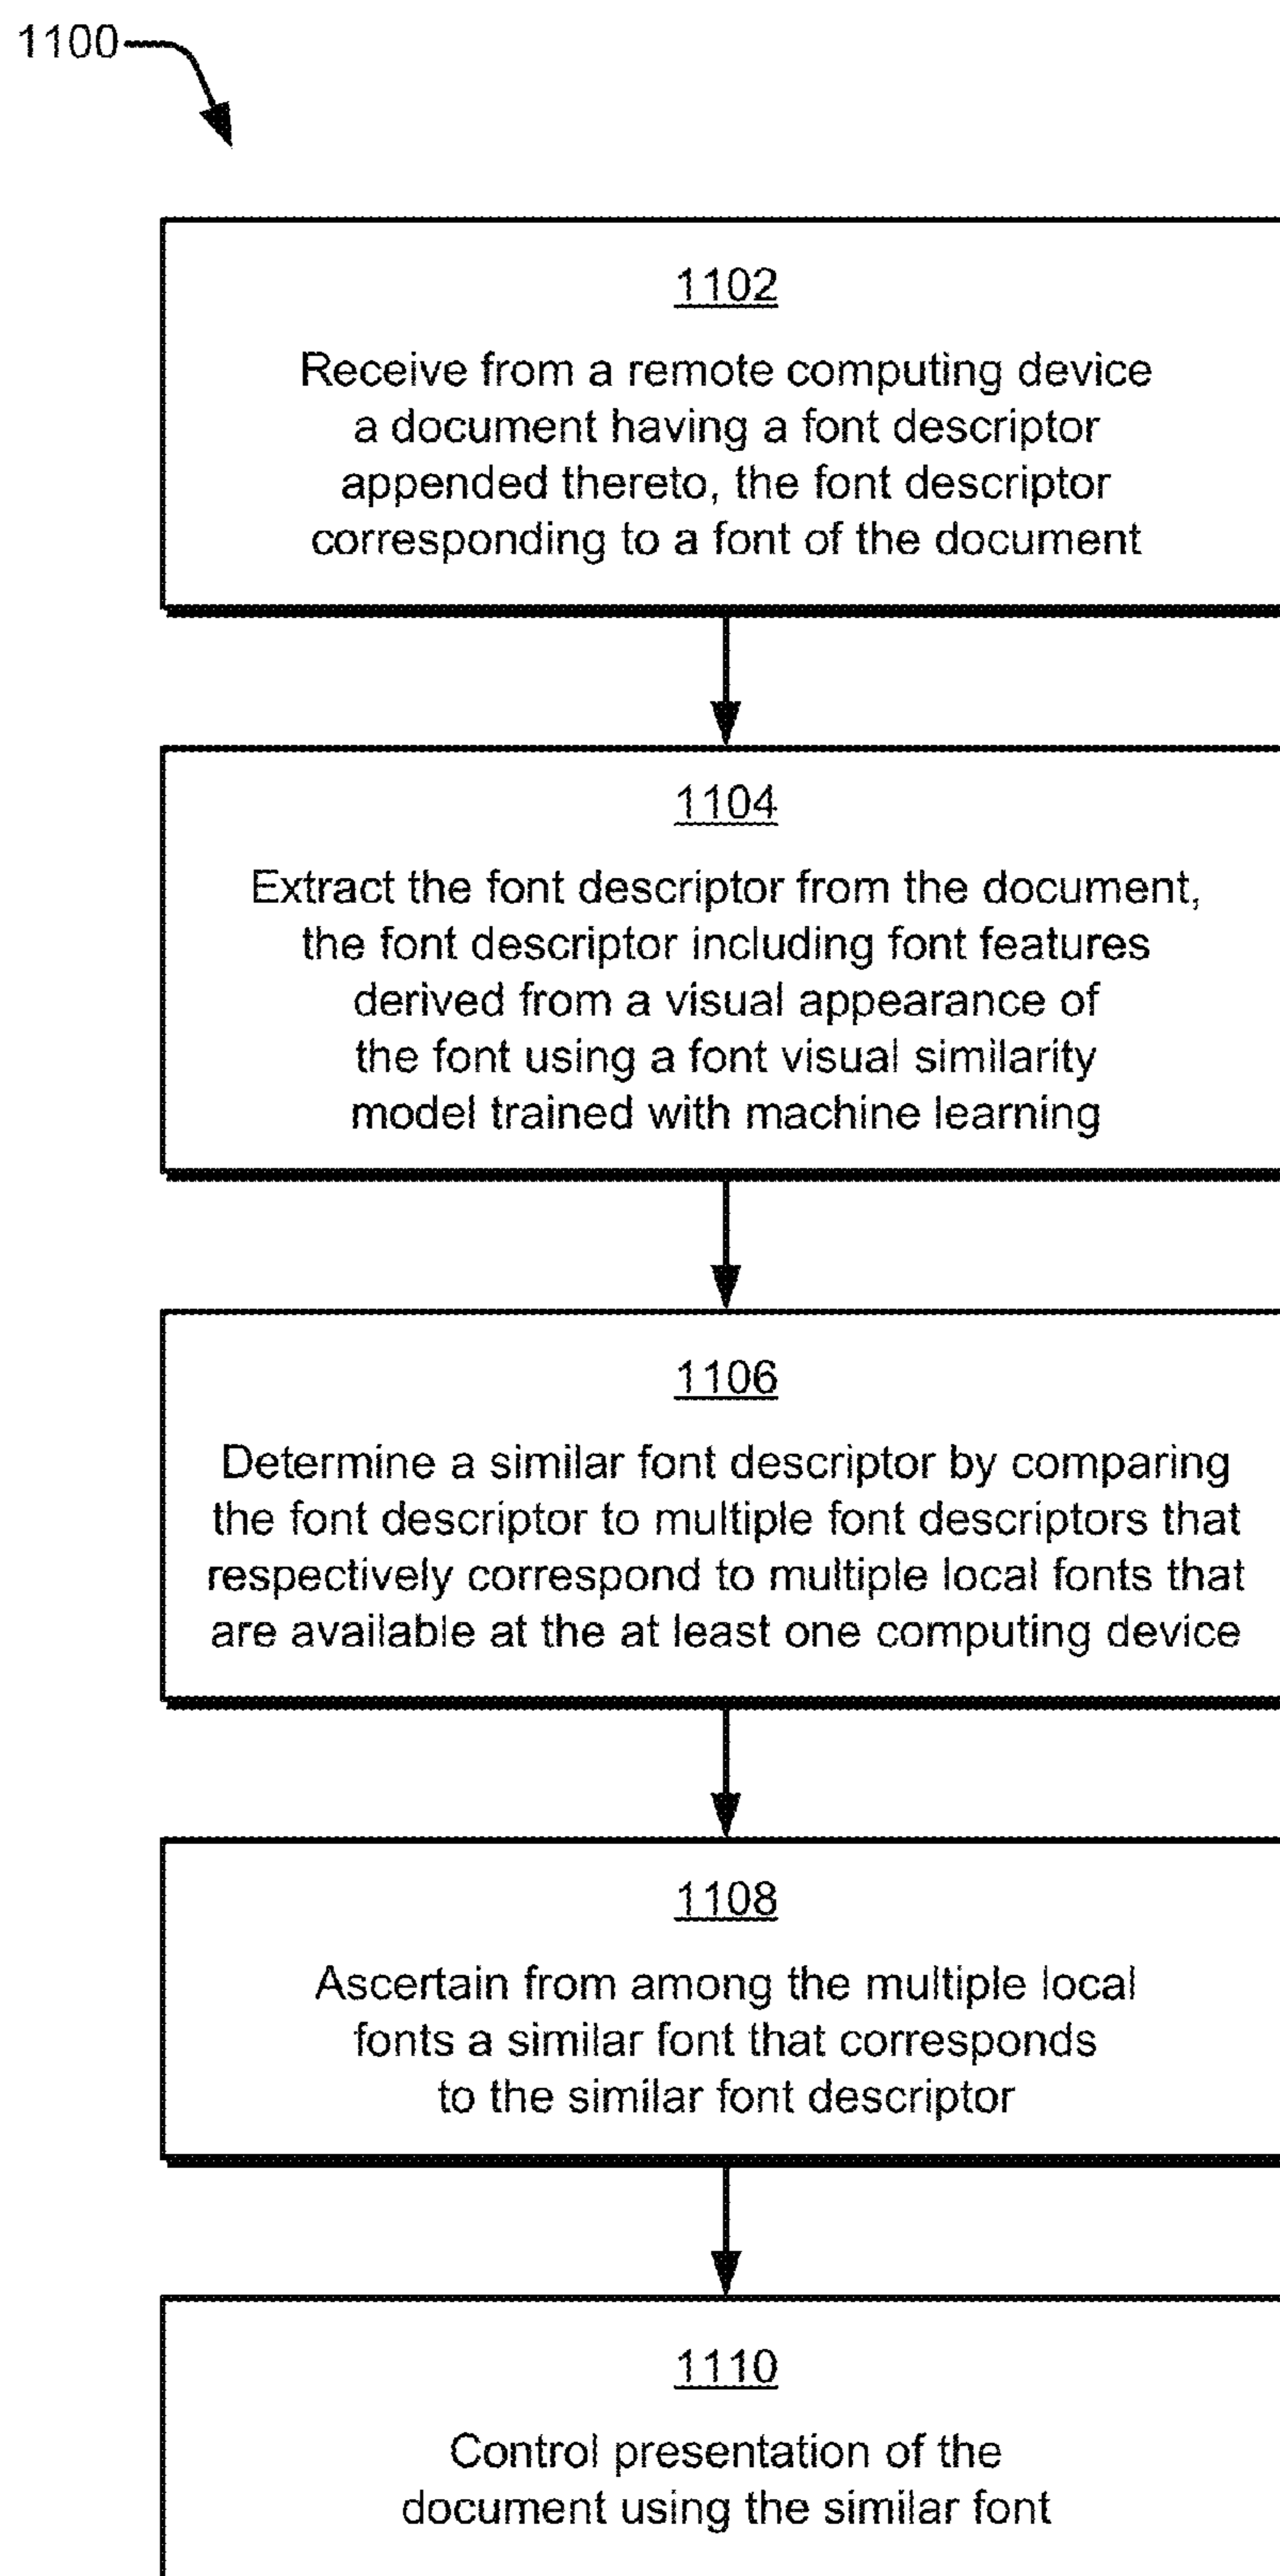 1100
1102
Receive from a remote computing device
a document having a font descriptor
appended thereto, the font descriptor
corresponding to a font of the document
1104
Extract the font descriptor from the document,
the font descriptor including font features
derived from a visual appearance of
the font using a font visual similarity
model trained with machine learning
1106
Determine a similar font descriptor by comparing
the font descriptor to multiple font descriptors that
respectively correspond to multiple local fonts that
are available at the at least one computing device
1108
Ascertain from among the multiple local
fonts a similar font that corresponds
to the similar font descriptor
1110
Control presentation of the
document using the similar font